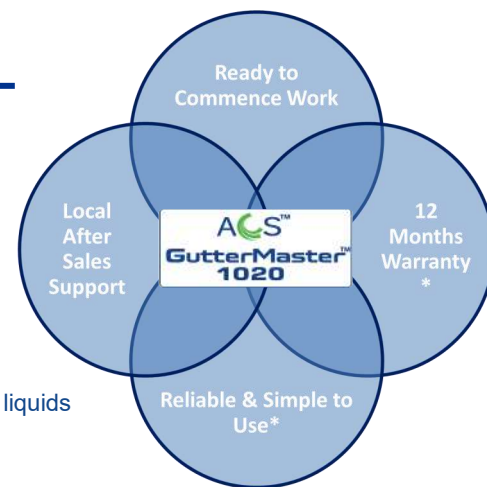 Ready to
Commence Work
Local
After
Sales
Support
ACS™
GutterMaster™
1020
12
Months
Warranty
*
liquids
Reliable & Simple to
Use*